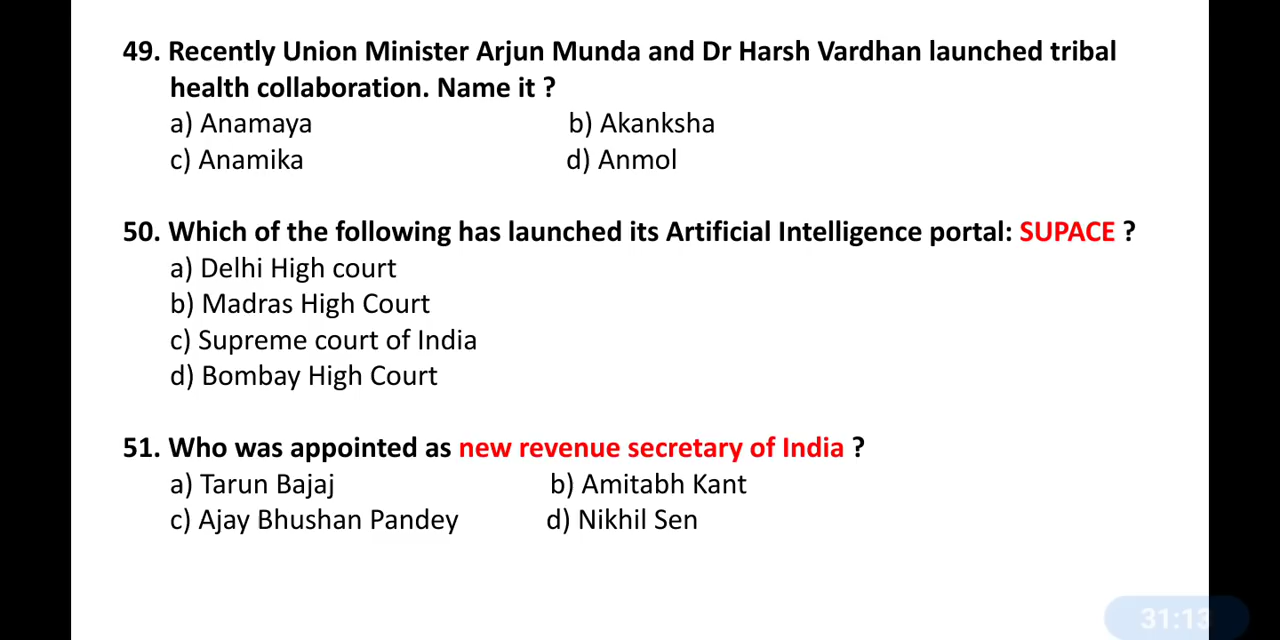 49. Recently Union Minister Arjun Munda and Dr Harsh Vardhan launched tribal
health collaboration. Name it ?
a) Anamaya b) Akanksha
c) Anamika d) Anmol
50. Which of the following has launched its Artificial Intelligence portal: SUPACE ?
a) Delhi High court
b) Madras High Court
c) Supreme court of India
d) Bombay High Court
51. Who was appointed as new revenue secretary of India ?
a) Tarun Bajaj b) Amitabh Kant
c) Ajay Bhushan Pandey d) Nikhil Sen
31:13